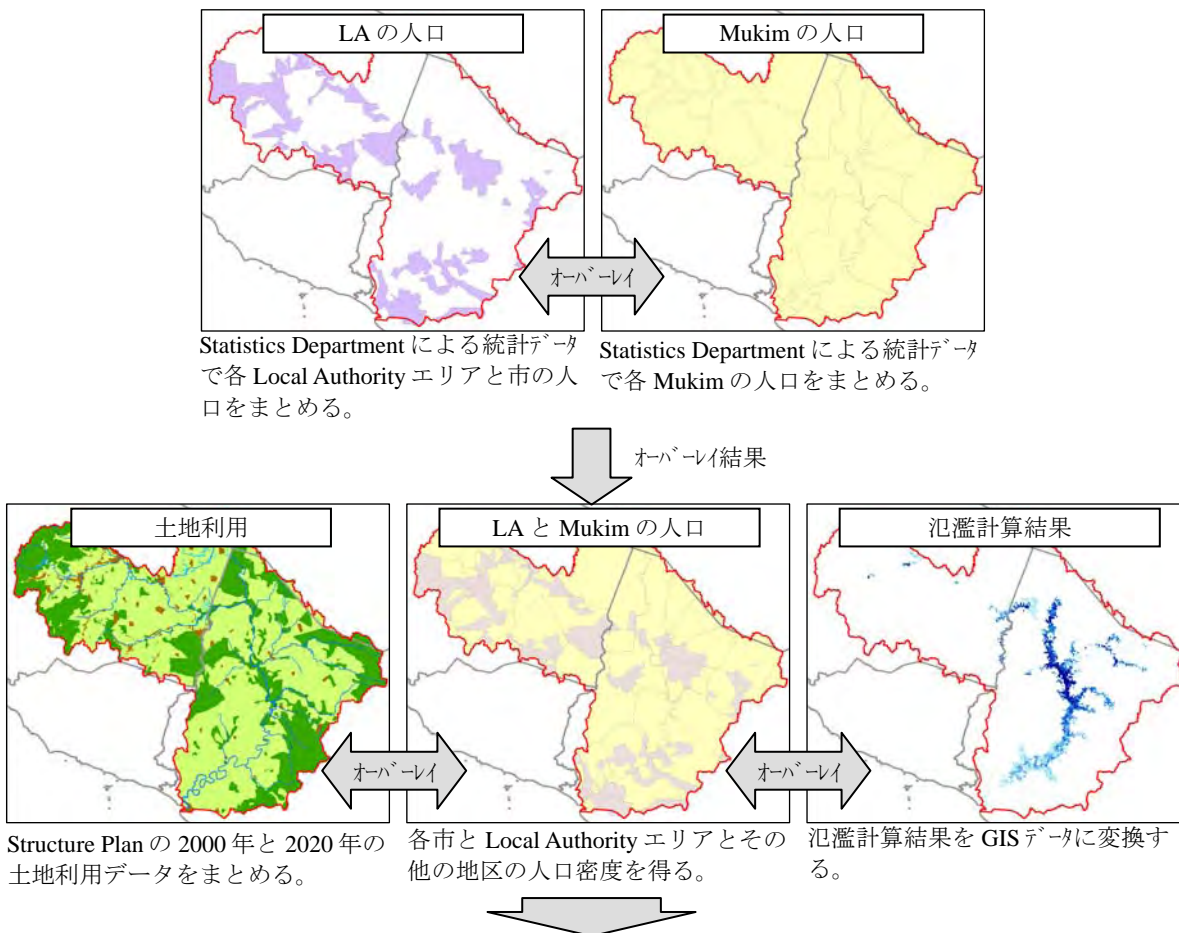 LA の人口
Mukim の人口
オーバーレイ
Statistics Department による統計データ
で各 Local Authority エリアと市の人
口をまとめる。
Statistics Department による統計データ
で各 Mukim の人口をまとめる。
オーバーレイ結果
土地利用
LA と Mukim の人口
氾濫計算結果
オーバーレイ
オーバーレイ
Structure Plan の 2000 年と 2020 年の
土地利用データをまとめる。
各市と Local Authority エリアとその
他の地区の人口密度を得る。
氾濫計算結果を GIS データに変換す
る。